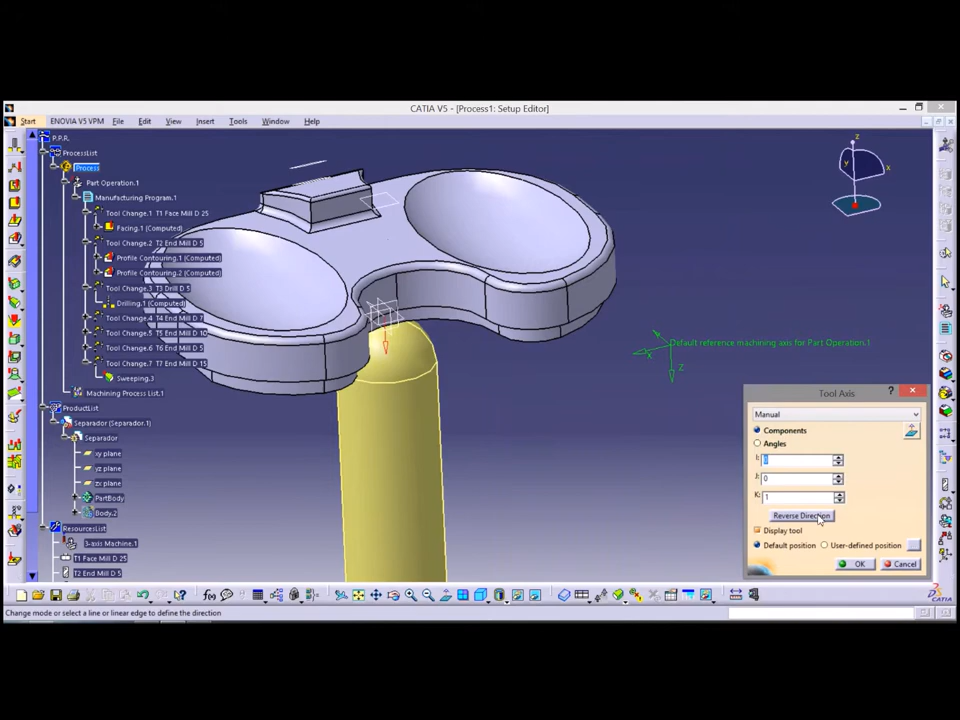 CATIA V5 - [Process1: Setup Editor]
Start ENOVIA V5 VPM File Edit View Insert Tools Window Help
P.P.R.
ProcessList
Process
Part Operation.1
Manufacturing Program.1
Tool Change.1 T1 Face Mill D 25
Facing.1 (Computed)
Tool Change.2 T2 End Mill D 5
Profile Contouring.1 (Computed)
Profile Contouring.2 (Computed)
Tool Change.3 T3 Drill D 5
Drilling.1 (Computed)
Tool Change.4 T4 End Mill D 7
Tool Change.5 T5 End Mill D 10
Tool Change.6 T6 End Mill D 5
Tool Change.7 T7 End Mill D 15
Sweeping.3
Machining Process List.1
ProductList
Separador (Separador.1)
Separador
xy plane
yz plane
zx plane
PartBody
Body.2
ResourcesList
3-axis Machine.1
T1 Face Mill D 25
T2 End Mill D 5
z
y
x
Default reference machining axis for Part Operation.1
X
Z
Tool Axis
? ×
Manual
Components
Angles
I: 0
J: 0
K: 1
Reverse Direction
Display tool
Default position User-defined position ...
OK Cancel
f(x)
Change mode or select a line or linear edge to define the direction